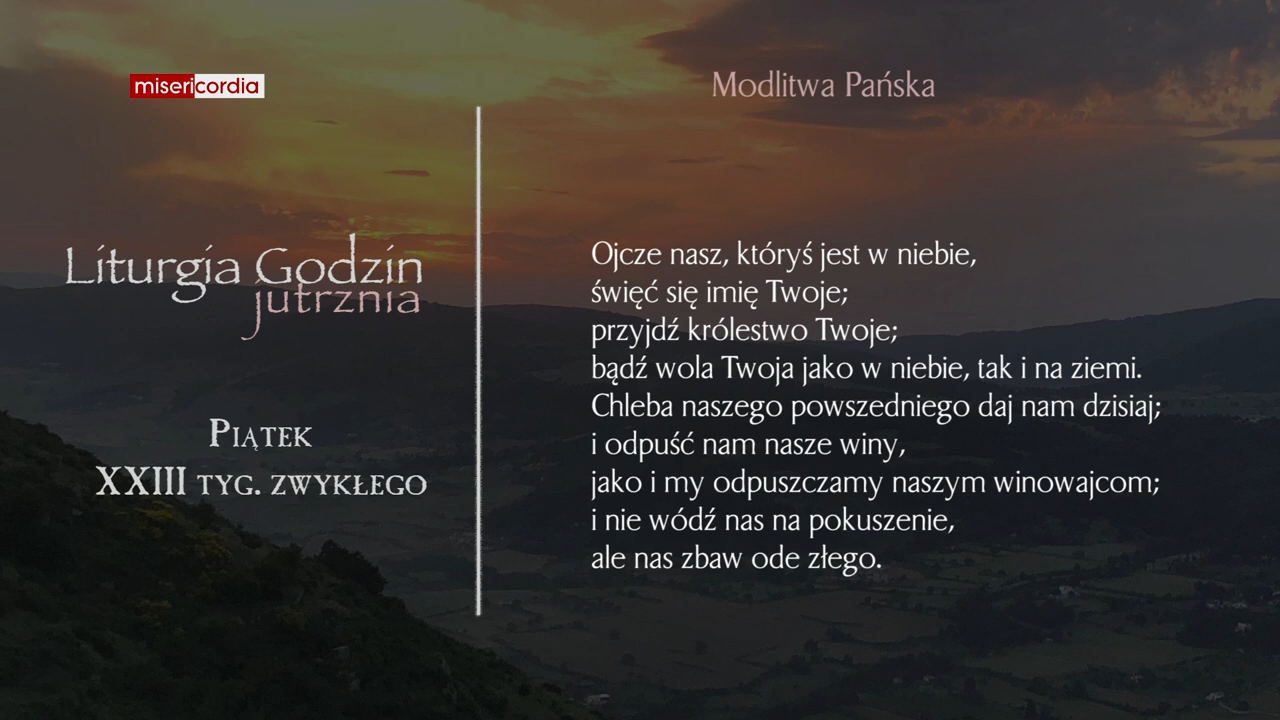 misericordia
Liturgia Godzin
jutrznia
Piątek
XXIII tyg. zwykłego
Modlitwa Pańska
Ojcze nasz, któryś jest w niebie,
święć się imię Twoje;
przyjdź królestwo Twoje;
bądź wola Twoja jako w niebie, tak i na ziemi.
Chleba naszego powszedniego daj nam dzisiaj;
i odpuść nam nasze winy,
jako i my odpuszczamy naszym winowajcom;
i nie wódź nas na pokuszenie,
ale nas zbaw ode złego.